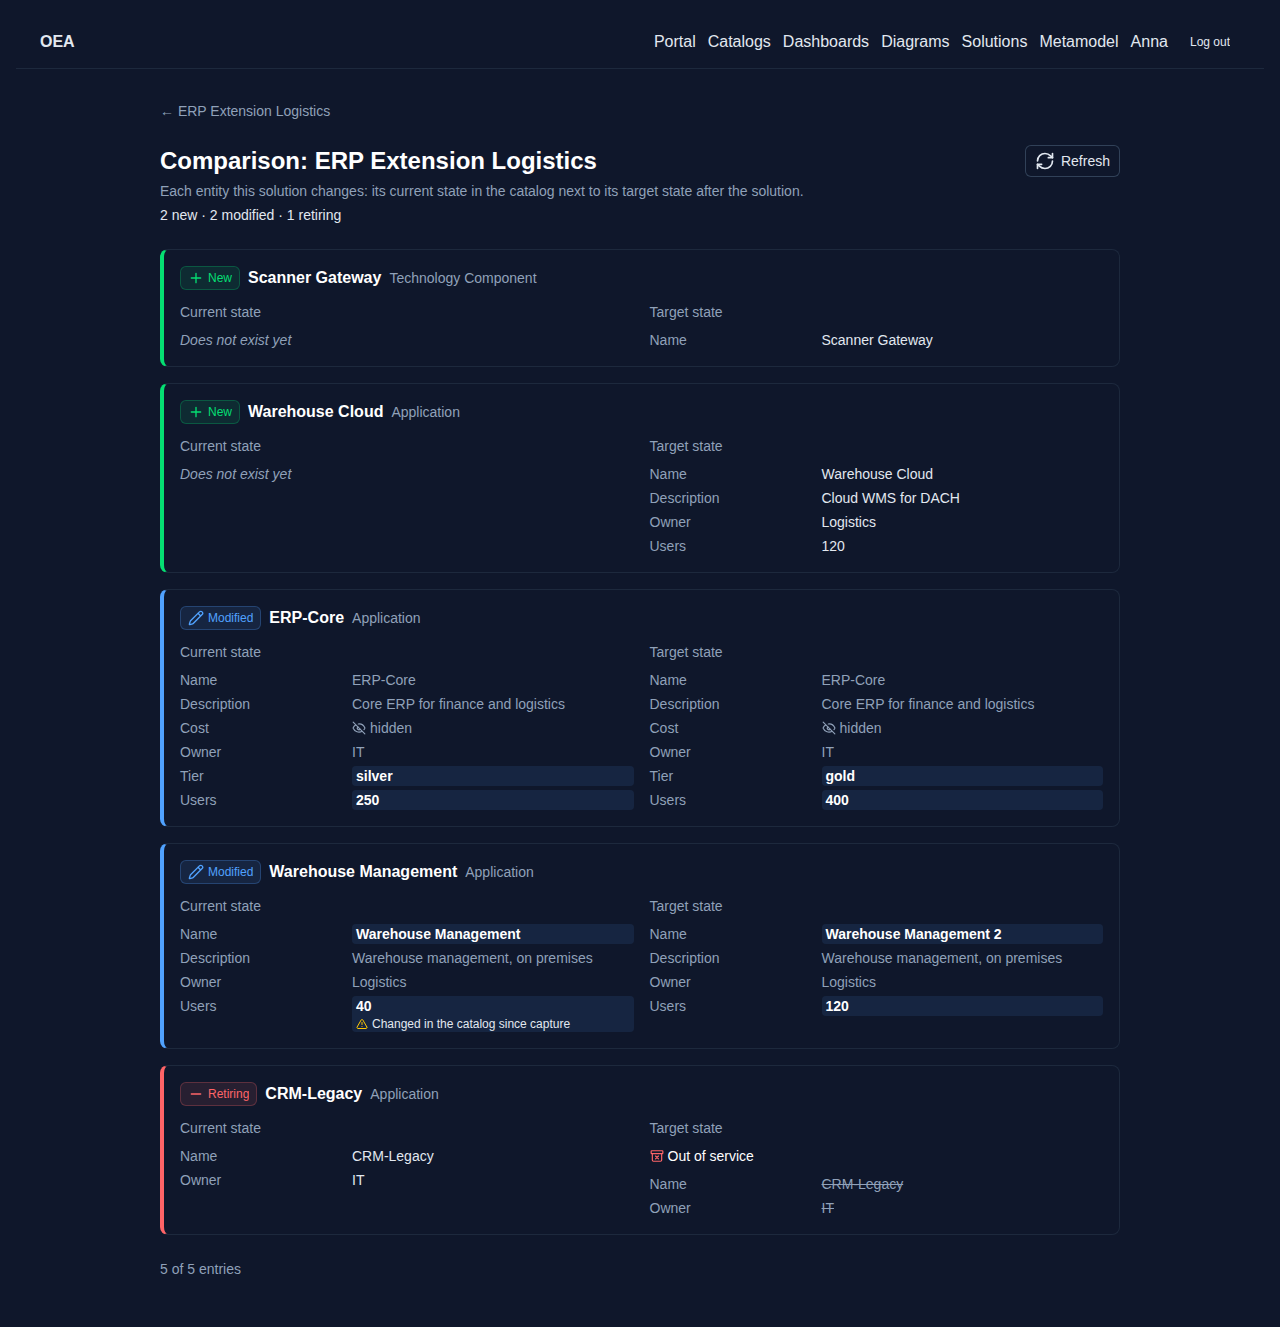 OEA Portal Catalogs Dashboards Diagrams Solutions Metamodel Anna Log out
← ERP Extension Logistics
Comparison: ERP Extension Logistics Refresh
Each entity this solution changes: its current state in the catalog next to its target state after the solution.
2 new · 2 modified · 1 retiring
New Scanner Gateway Technology Component
Current state Target state
Does not exist yet Name Scanner Gateway
New Warehouse Cloud Application
Current state Target state
Does not exist yet Name Warehouse Cloud
Description Cloud WMS for DACH
Owner Logistics
Users 120
Modified ERP-Core Application
Current state Target state
Name ERP-Core Name ERP-Core
Description Core ERP for finance and logistics Description Core ERP for finance and logistics
Cost hidden Cost hidden
Owner IT Owner IT
Tier silver Tier gold
Users 250 Users 400
Modified Warehouse Management Application
Current state Target state
Name Warehouse Management Name Warehouse Management 2
Description Warehouse management, on premises Description Warehouse management, on premises
Owner Logistics Owner Logistics
Users 40 Users 120
Changed in the catalog since capture
Retiring CRM-Legacy Application
Current state Target state
Name CRM-Legacy Out of service
Owner IT Name CRM-Legacy
Owner IT
5 of 5 entries